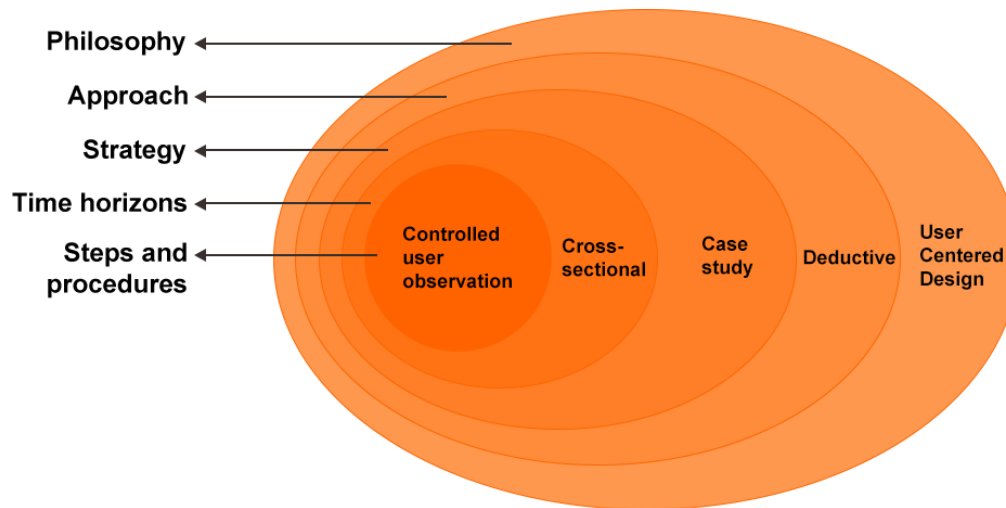 Philosophy
Approach
Strategy
Time horizons
Steps and
procedures
Controlled
user
observation
Cross-
sectional
Case
study
Deductive
User
Centered
Design